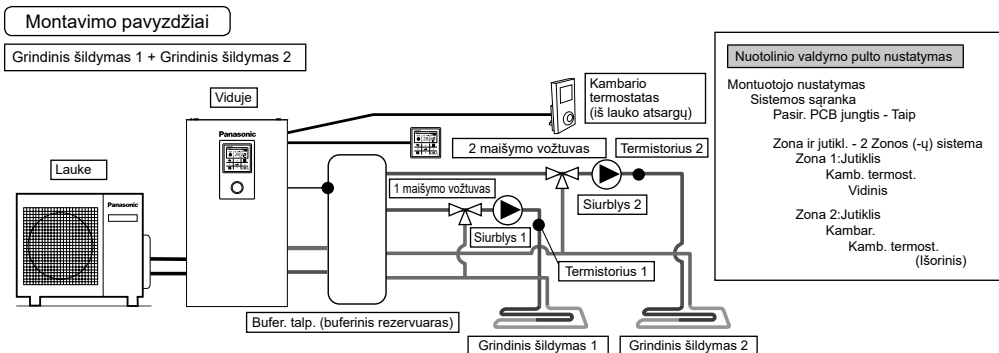 Montavimo pavyzdžiai
Grindinis šildymas 1 + Grindinis šildymas 2
Viduje
Kambario
termostatas
(iš lauko atsargų)
Panasonic
Lauke
Panasonic
2 maišymo vožtuvas
Termistorius 2
1 maišymo vožtuvas
Siurblys 2
Siurblys 1
Termistorius 1
Bufer. talp. (buferinis rezervuaras)
Grindinis šildymas 1
Grindinis šildymas 2
Nuotolinio valdymo pulto nustatymas
Montuotojo nustatymas
Sistemos sąranka
Pasir. PCB jungtis - Taip
Zona ir jutikl. - 2 Zonos (-ų) sistema
Zona 1:Jutiklis
Kamb. termost.
Vidinis
Zona 2:Jutiklis
Kambar.
Kamb. termost.
(Išorinis)